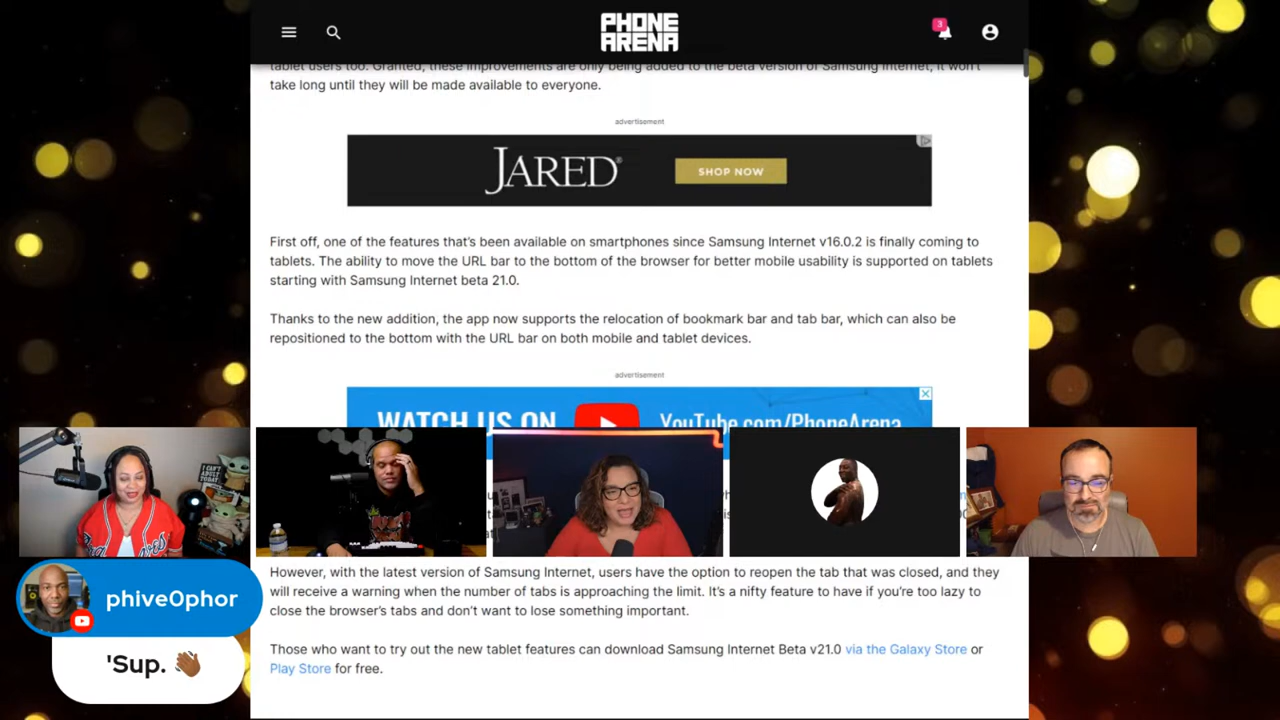 PHONE
ARENA
3
tablet users too. Granted, these improvements are only being added to the beta version of Samsung Internet, it won't
take long until they will be made available to everyone.
advertisement
JARED®
SHOP NOW
First off, one of the features that's been available on smartphones since Samsung Internet v16.0.2 is finally coming to
tablets. The ability to move the URL bar to the bottom of the browser for better mobile usability is supported on tablets
starting with Samsung Internet beta 21.0.
Thanks to the new addition, the app now supports the relocation of bookmark bar and tab bar, which can also be
repositioned to the bottom with the URL bar on both mobile and tablet devices.
advertisement
WATCH US ON YouTube.com/PhoneArena
I CAN'T
ADULT
TODAY
However, with the latest version of Samsung Internet, users have the option to reopen the tab that was closed, and they
will receive a warning when the number of tabs is approaching the limit. It's a nifty feature to have if you're too lazy to
close the browser's tabs and don't want to lose something important.
phive0phor
Those who want to try out the new tablet features can download Samsung Internet Beta v21.0 via the Galaxy Store or
Play Store for free.
'Sup. 👋🏾